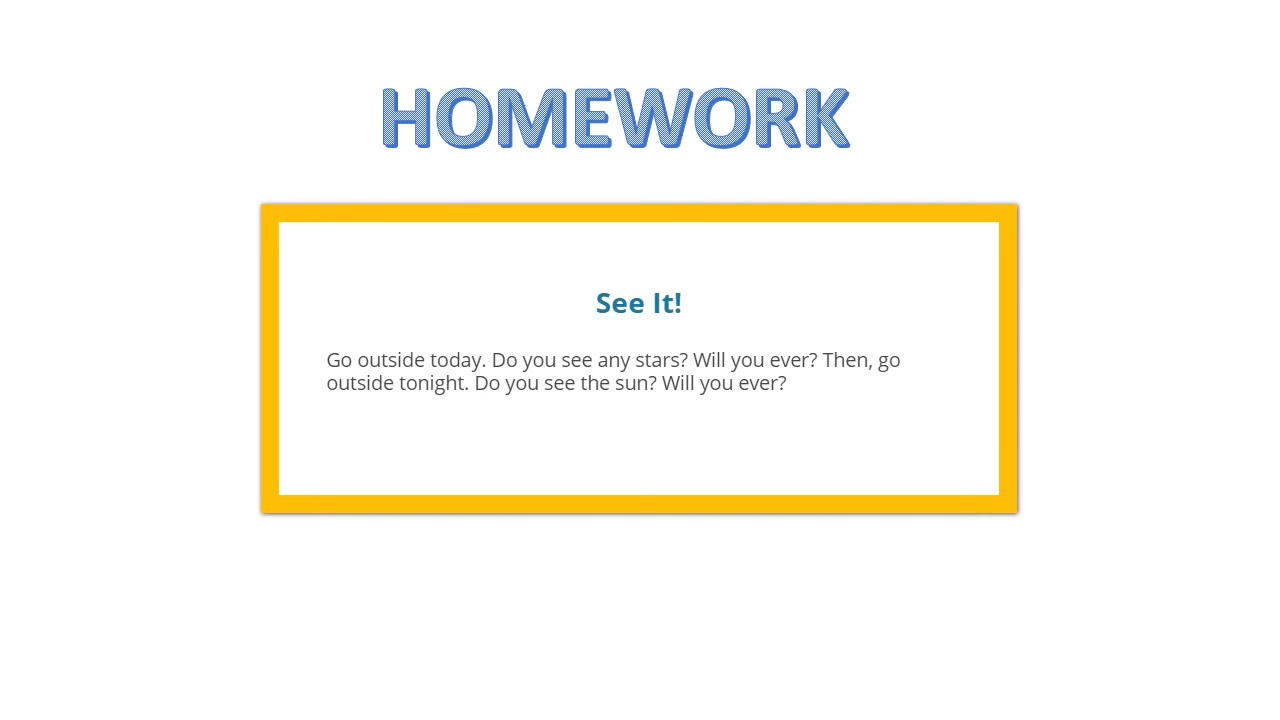 HOMEWORK
See It!
Go outside today. Do you see any stars? Will you ever? Then, go
outside tonight. Do you see the sun? Will you ever?